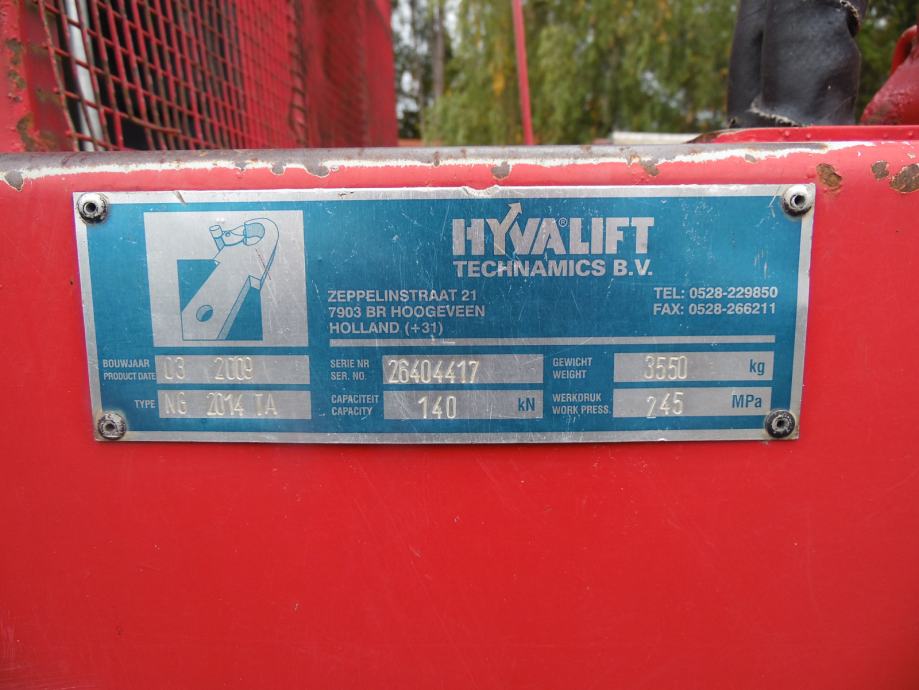 HYVALIFT®
TECHNAMICS B.V.
ZEPPELINSTRAAT 21
7903 BR HOOGEVEEN
HOLLAND (+31)
TEL: 0528-229850
FAX: 0528-266211
BOUWJAAR
PRODUCT DATE
03 2009
SERIE NR
SER. NO.
26404417
GEWICHT
WEIGHT
3550 kg
TYPE
NG 2014 TA
CAPACITEIT
CAPACITY
140 kN
WERKDRUK
WORK PRESS.
245 MPa